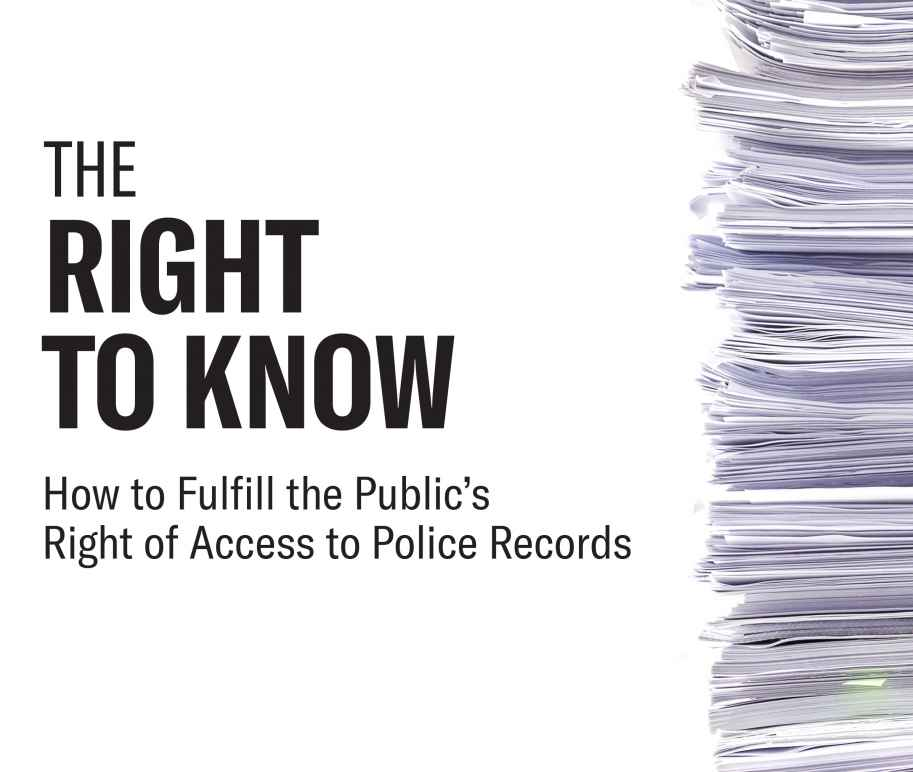 THE
RIGHT
TO KNOW
How to Fulfill the Public’s
Right of Access to Police Records